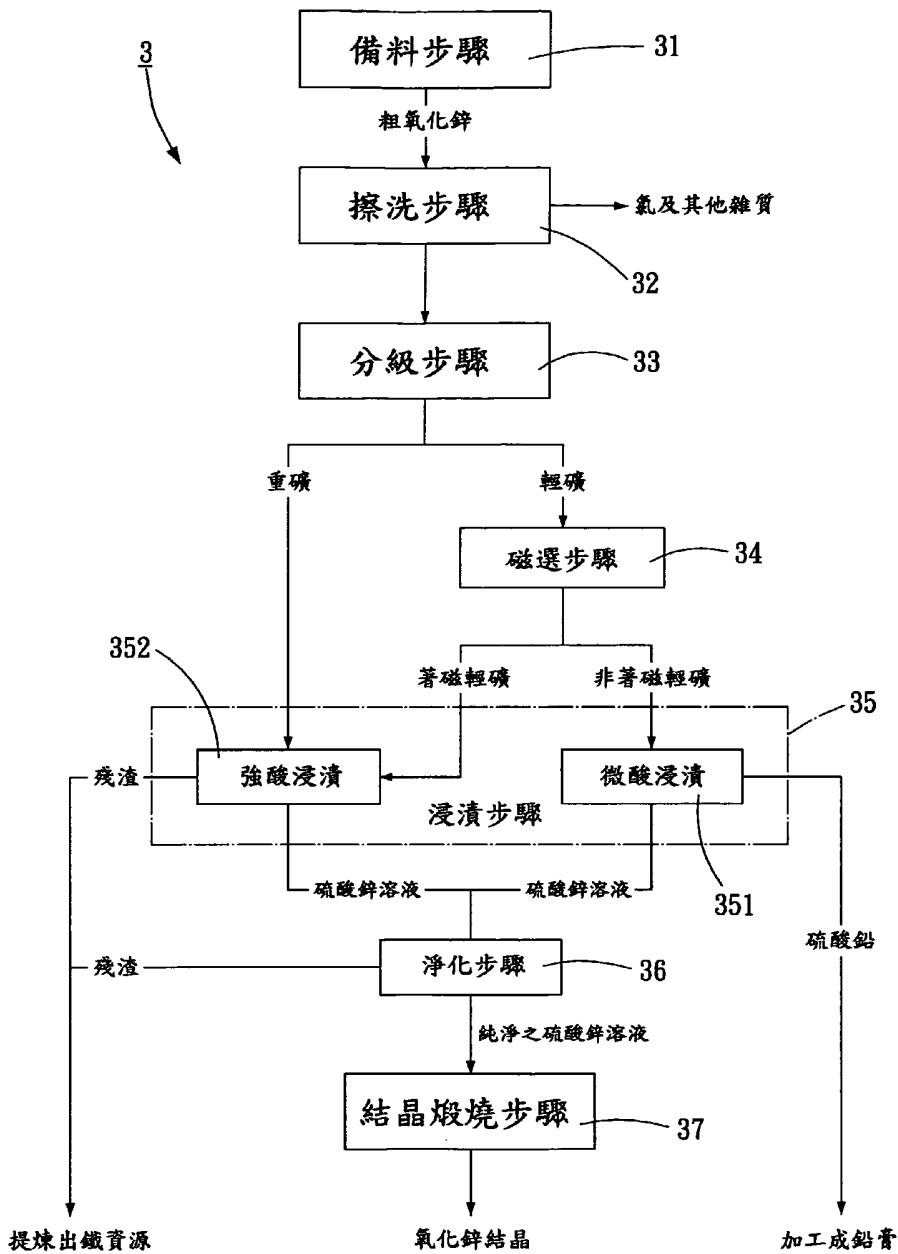 3
備料步驟
31
粗氧化鋅
擦洗步驟
氯及其他雜質
32
分級步驟
33
重礦
輕礦
磁選步驟
34
352
著磁輕礦
非著磁輕礦
35
殘渣
強酸浸漬
微酸浸漬
浸漬步驟
351
硫酸鋅溶液
硫酸鋅溶液
硫酸鉛
殘渣
淨化步驟
36
純淨之硫酸鋅溶液
結晶煅燒步驟
37
提煉出鐵資源
氧化鋅結晶
加工成鉛膏